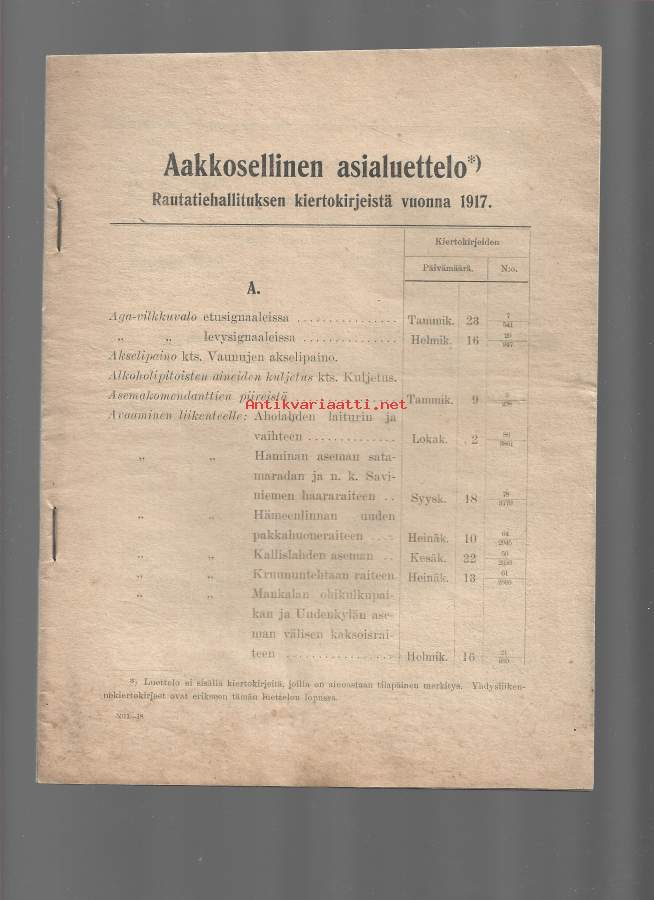 Aakkosellinen asialuettelo*)
Rautatiehallituksen kiertokirjeistä vuonna 1917.
Kiertokirjeiden
Päivämäärä. N:o.
A.
Aga-vilkkuvalo etusignaaleissa ................ Tammik. 23 7/541
„ „ levysignaaleissa ............... Helmik. 16
Akselipaino kts. Vaunujen akselipaino.
Alkoholipitoisten aineiden kuljetus kts. Kuljetus.
Asemakomendanttien piireistä Tammik. 9
Antikvariaatti.net
Avaaminen liikenteelle: Aholahden laiturin ja
vaihteen .............. Lokak. 2
„ „ Haminan aseman sata-
maradan ja n. k. Savi-
niemen haararaiteen .. Syysk. 18
„ „ Hämeenlinnan uuden
pakkahuoneraiteen .... Heinäk. 10
„ „ Kallislahden aseman .. Kesäk. 22
„ „ Kruununtehtaan raiteen Heinäk. 13
„ „ Mankalan ohikulkupai-
kan ja Uudenkylän ase-
man välisen kaksoisrai-
teen .................. Helmik. 16
*) Luettelo ei sisällä kiertokirjeitä, joilla on ainoastaan tilapäinen merkitys. Yhdysliiken-
nekiertokirjeet ovat erikseen tämän luettelon lopussa.